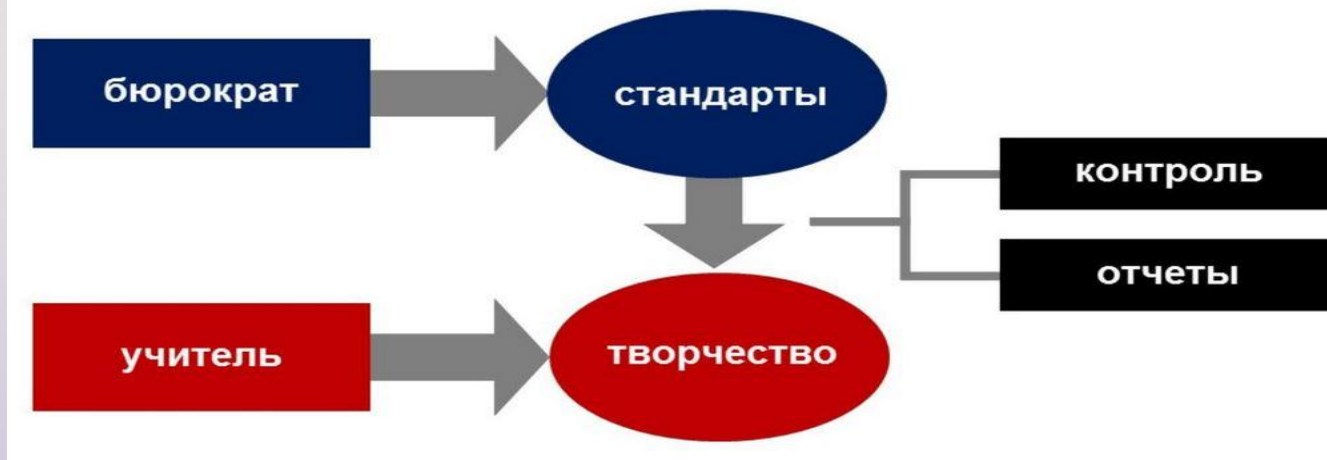 бюрократ
стандарты
контроль
отчеты
учитель
творчество